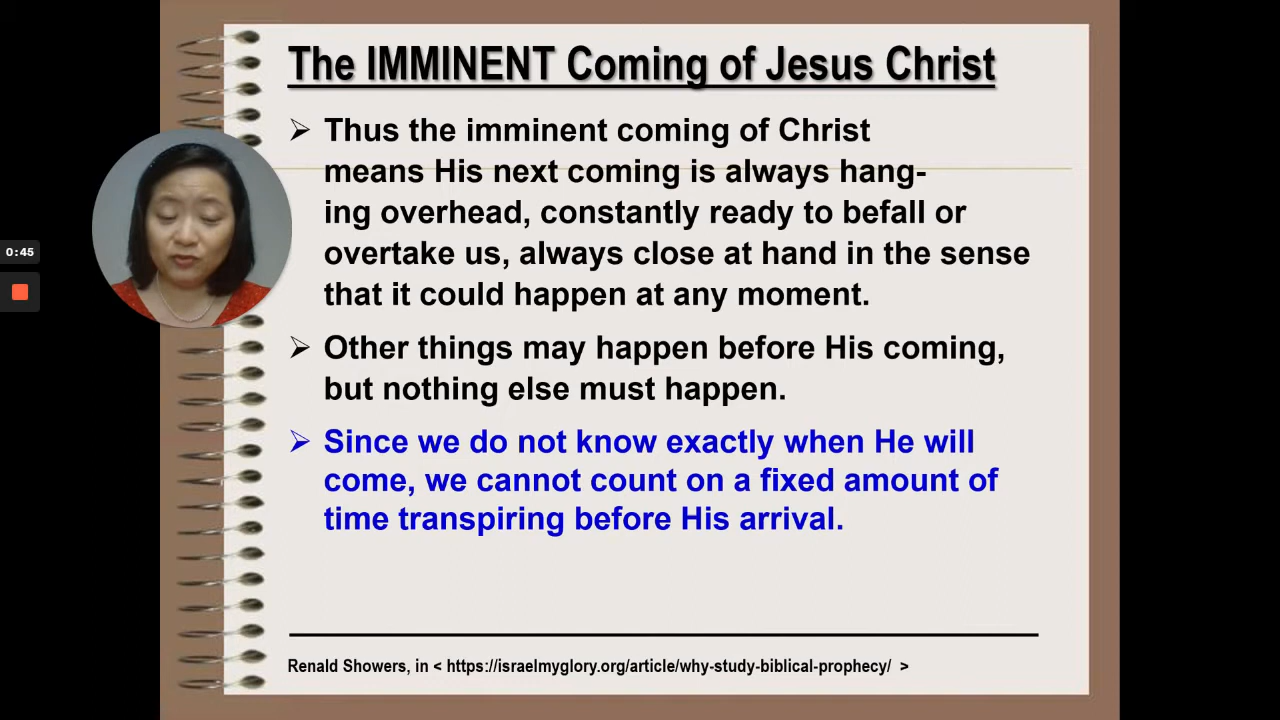 The IMMINENT Coming of Jesus Christ
Thus the imminent coming of Christ
means His next coming is always hang-
ing overhead, constantly ready to befall or
overtake us, always close at hand in the sense
that it could happen at any moment.
Other things may happen before His coming,
but nothing else must happen.
Since we do not know exactly when He will
come, we cannot count on a fixed amount of
time transpiring before His arrival.
0:45
Renald Showers, in < https://israelmyglory.org/article/why-study-biblical-prophecy/ >